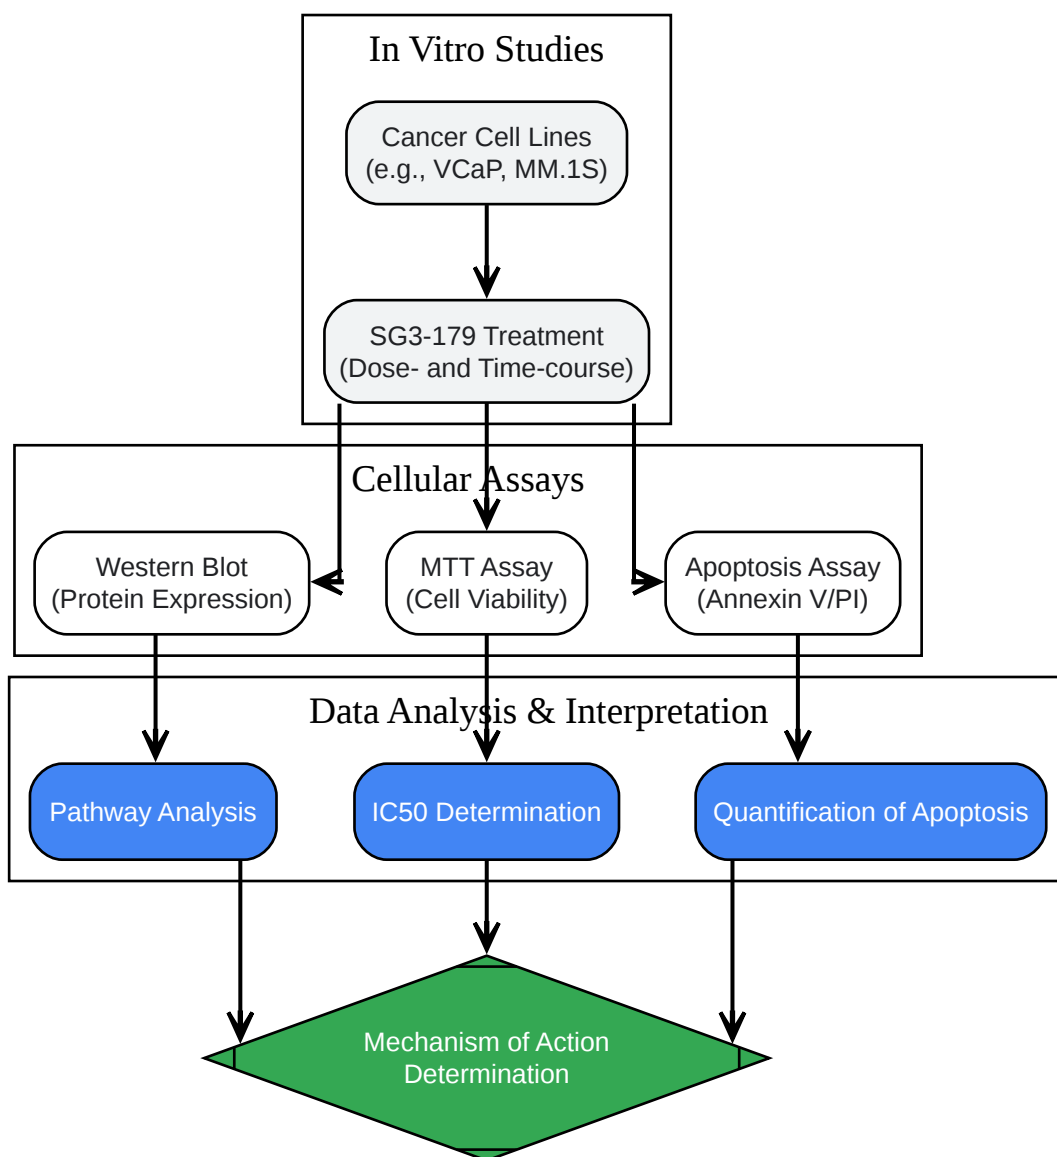 In Vitro Studies
Cancer Cell Lines
(e.g., VCaP, MM.1S)
SG3-179 Treatment
(Dose- and Time-course)
Cellular Assays
Western Blot
(Protein Expression)
MTT Assay
(Cell Viability)
Apoptosis Assay
(Annexin V/PI)
Data Analysis & Interpretation
Pathway Analysis
IC50 Determination
Quantification of Apoptosis
Mechanism of Action
Determination